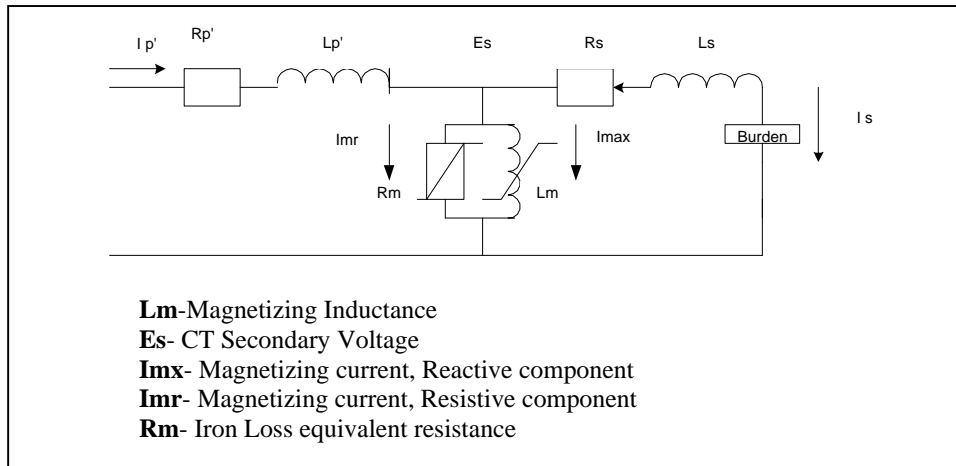 I p'
Rp'
Lp'
Es
Rs
Ls
Imr
Imax
Burden
I s
Rm
Lm
Lm-Magnetizing Inductance
Es- CT Secondary Voltage
Imx- Magnetizing current, Reactive component
Imr- Magnetizing current, Resistive component
Rm- Iron Loss equivalent resistance